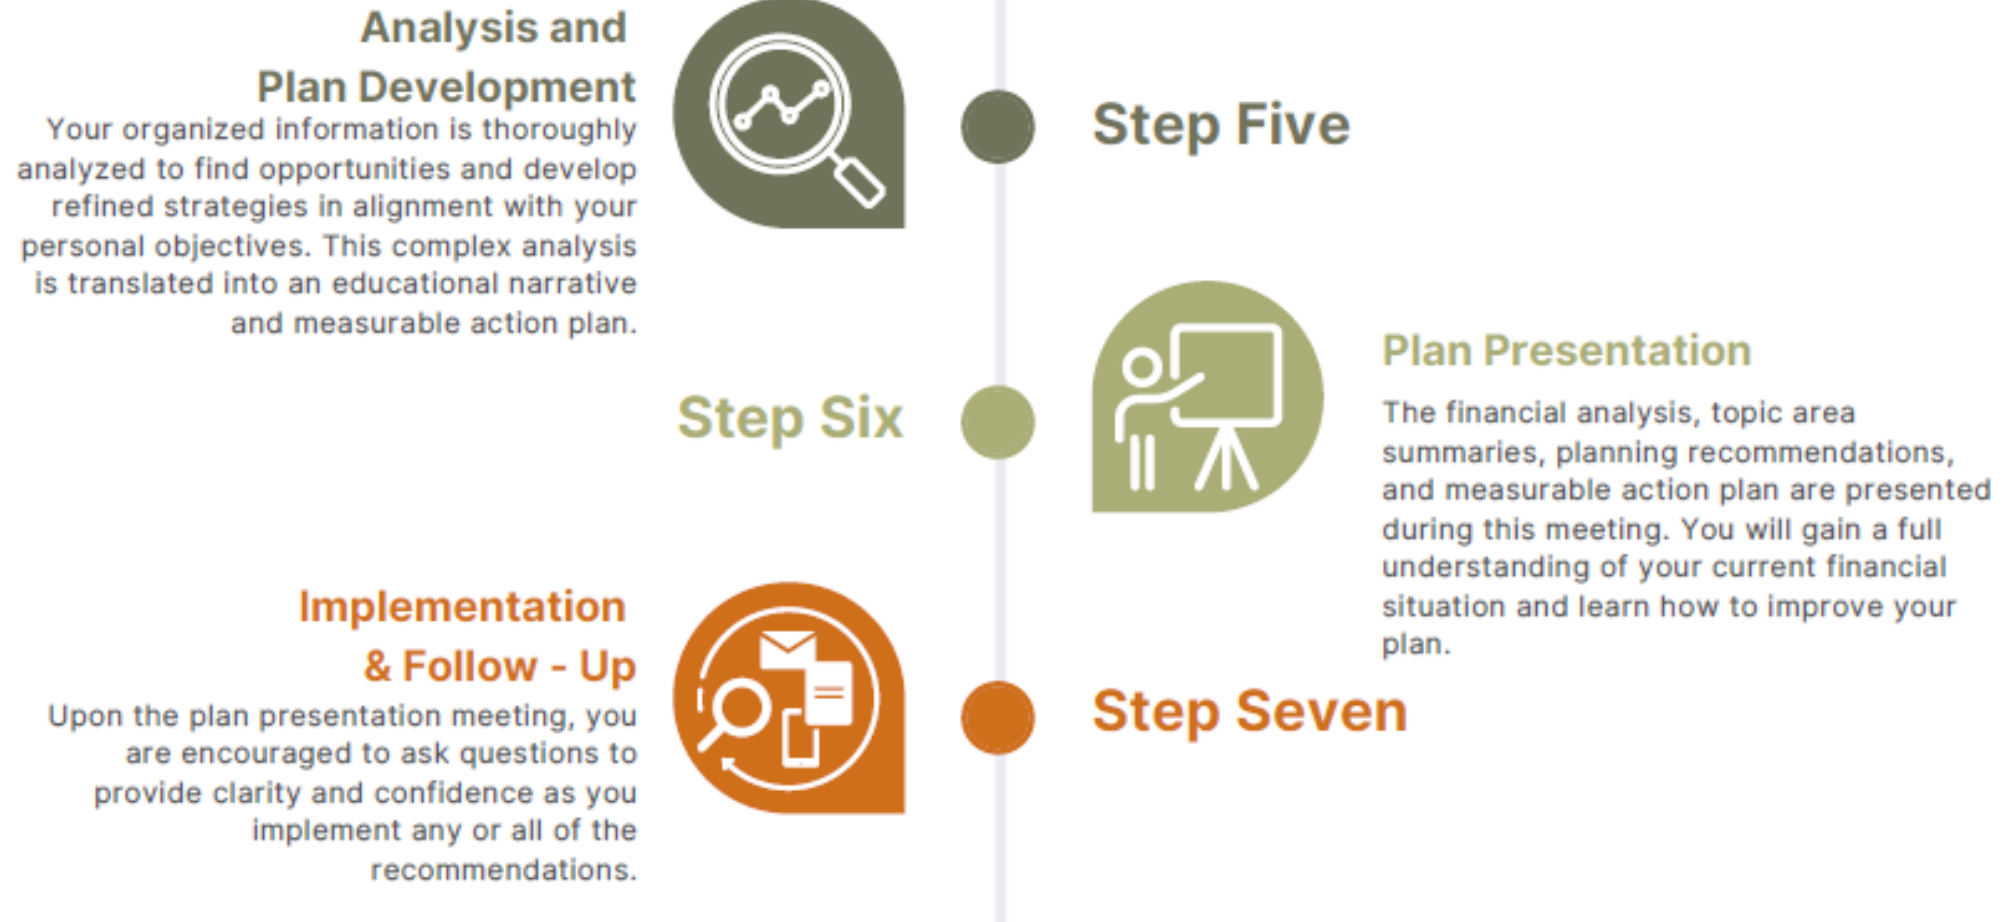 Analysis and
Plan Development
Your organized information is thoroughly
analyzed to find opportunities and develop
refined strategies in alignment with your
personal objectives. This complex analysis
is translated into an educational narrative
and measurable action plan.
Step Five
Step Six
Plan Presentation
The financial analysis, topic area
summaries, planning recommendations,
and measurable action plan are presented
during this meeting. You will gain a full
understanding of your current financial
situation and learn how to improve your
plan.
Implementation
& Follow - Up
Upon the plan presentation meeting, you
are encouraged to ask questions to
provide clarity and confidence as you
implement any or all of the
recommendations.
Step Seven